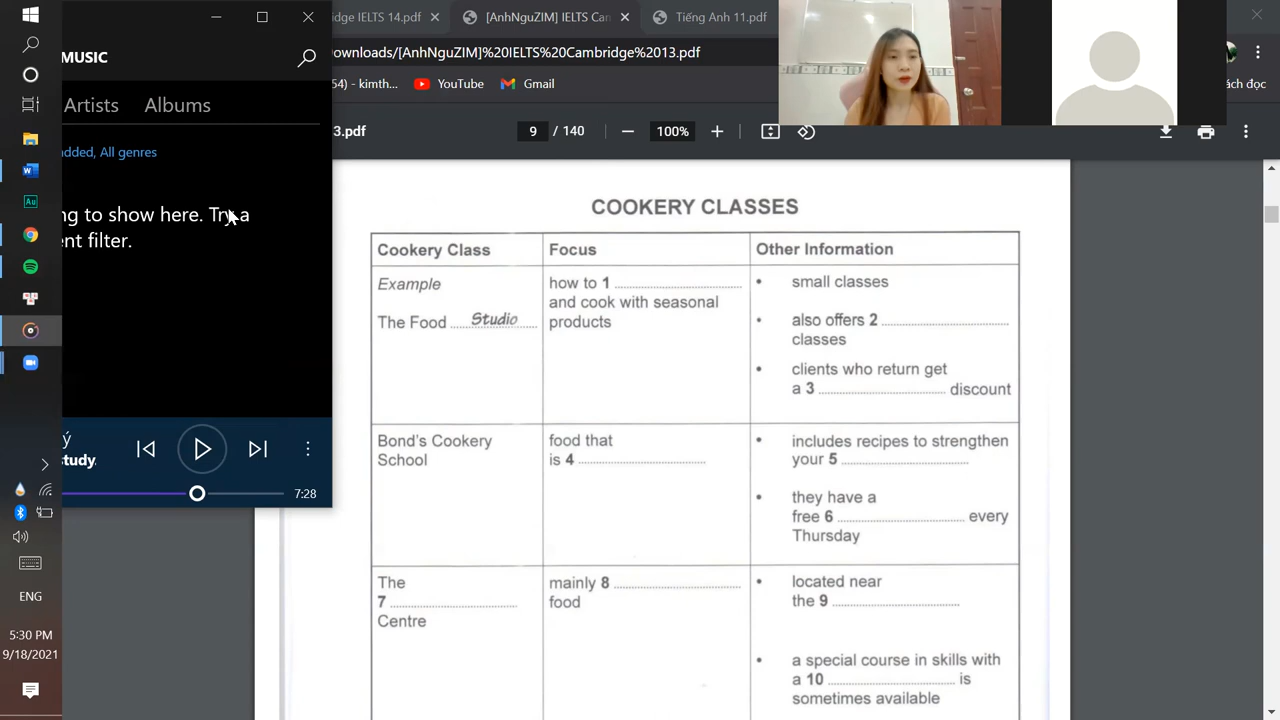 bridge IELTS 14.pdf
[AnhNguZIM] IELTS Can
Tiếng Anh 11.pdf
MUSIC
ownloads/[AnhNguZIM]%20IELTS%20Cambridge%2013.pdf
54) - kimth...
YouTube
Gmail
ách đọc
Artists
Albums
3.pdf
9 / 140
100%
added, All genres
ng to show here. Try a
ent filter.
COOKERY CLASSES
Cookery Class
Focus
Other Information
Example
The Food Studio
how to 1
and cook with seasonal
products
• small classes
• also offers 2
classes
• clients who return get
a 3 discount
Bond's Cookery
School
food that
is 4
• includes recipes to strengthen
your 5
• they have a
free 6 every
Thursday
The
7
Centre
mainly 8
food
• located near
the 9
• a special course in skills with
a 10 is
sometimes available
ý
study.
7:28
Au
ENG
5:30 PM
9/18/2021